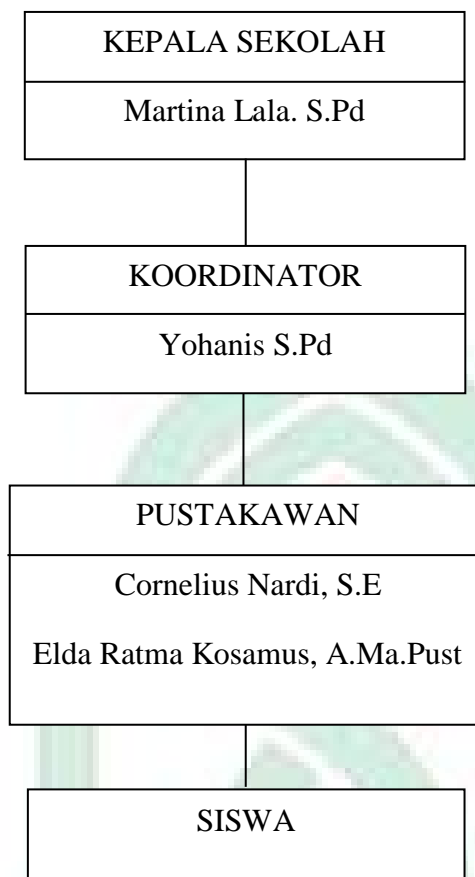 KEPALA SEKOLAH
Martina Lala. S.Pd
KOORDINATOR
Yohanis S.Pd
PUSTAKAWAN
Cornelius Nardi, S.E
Elda Ratma Kosamus, A.Ma.Pust
SISWA